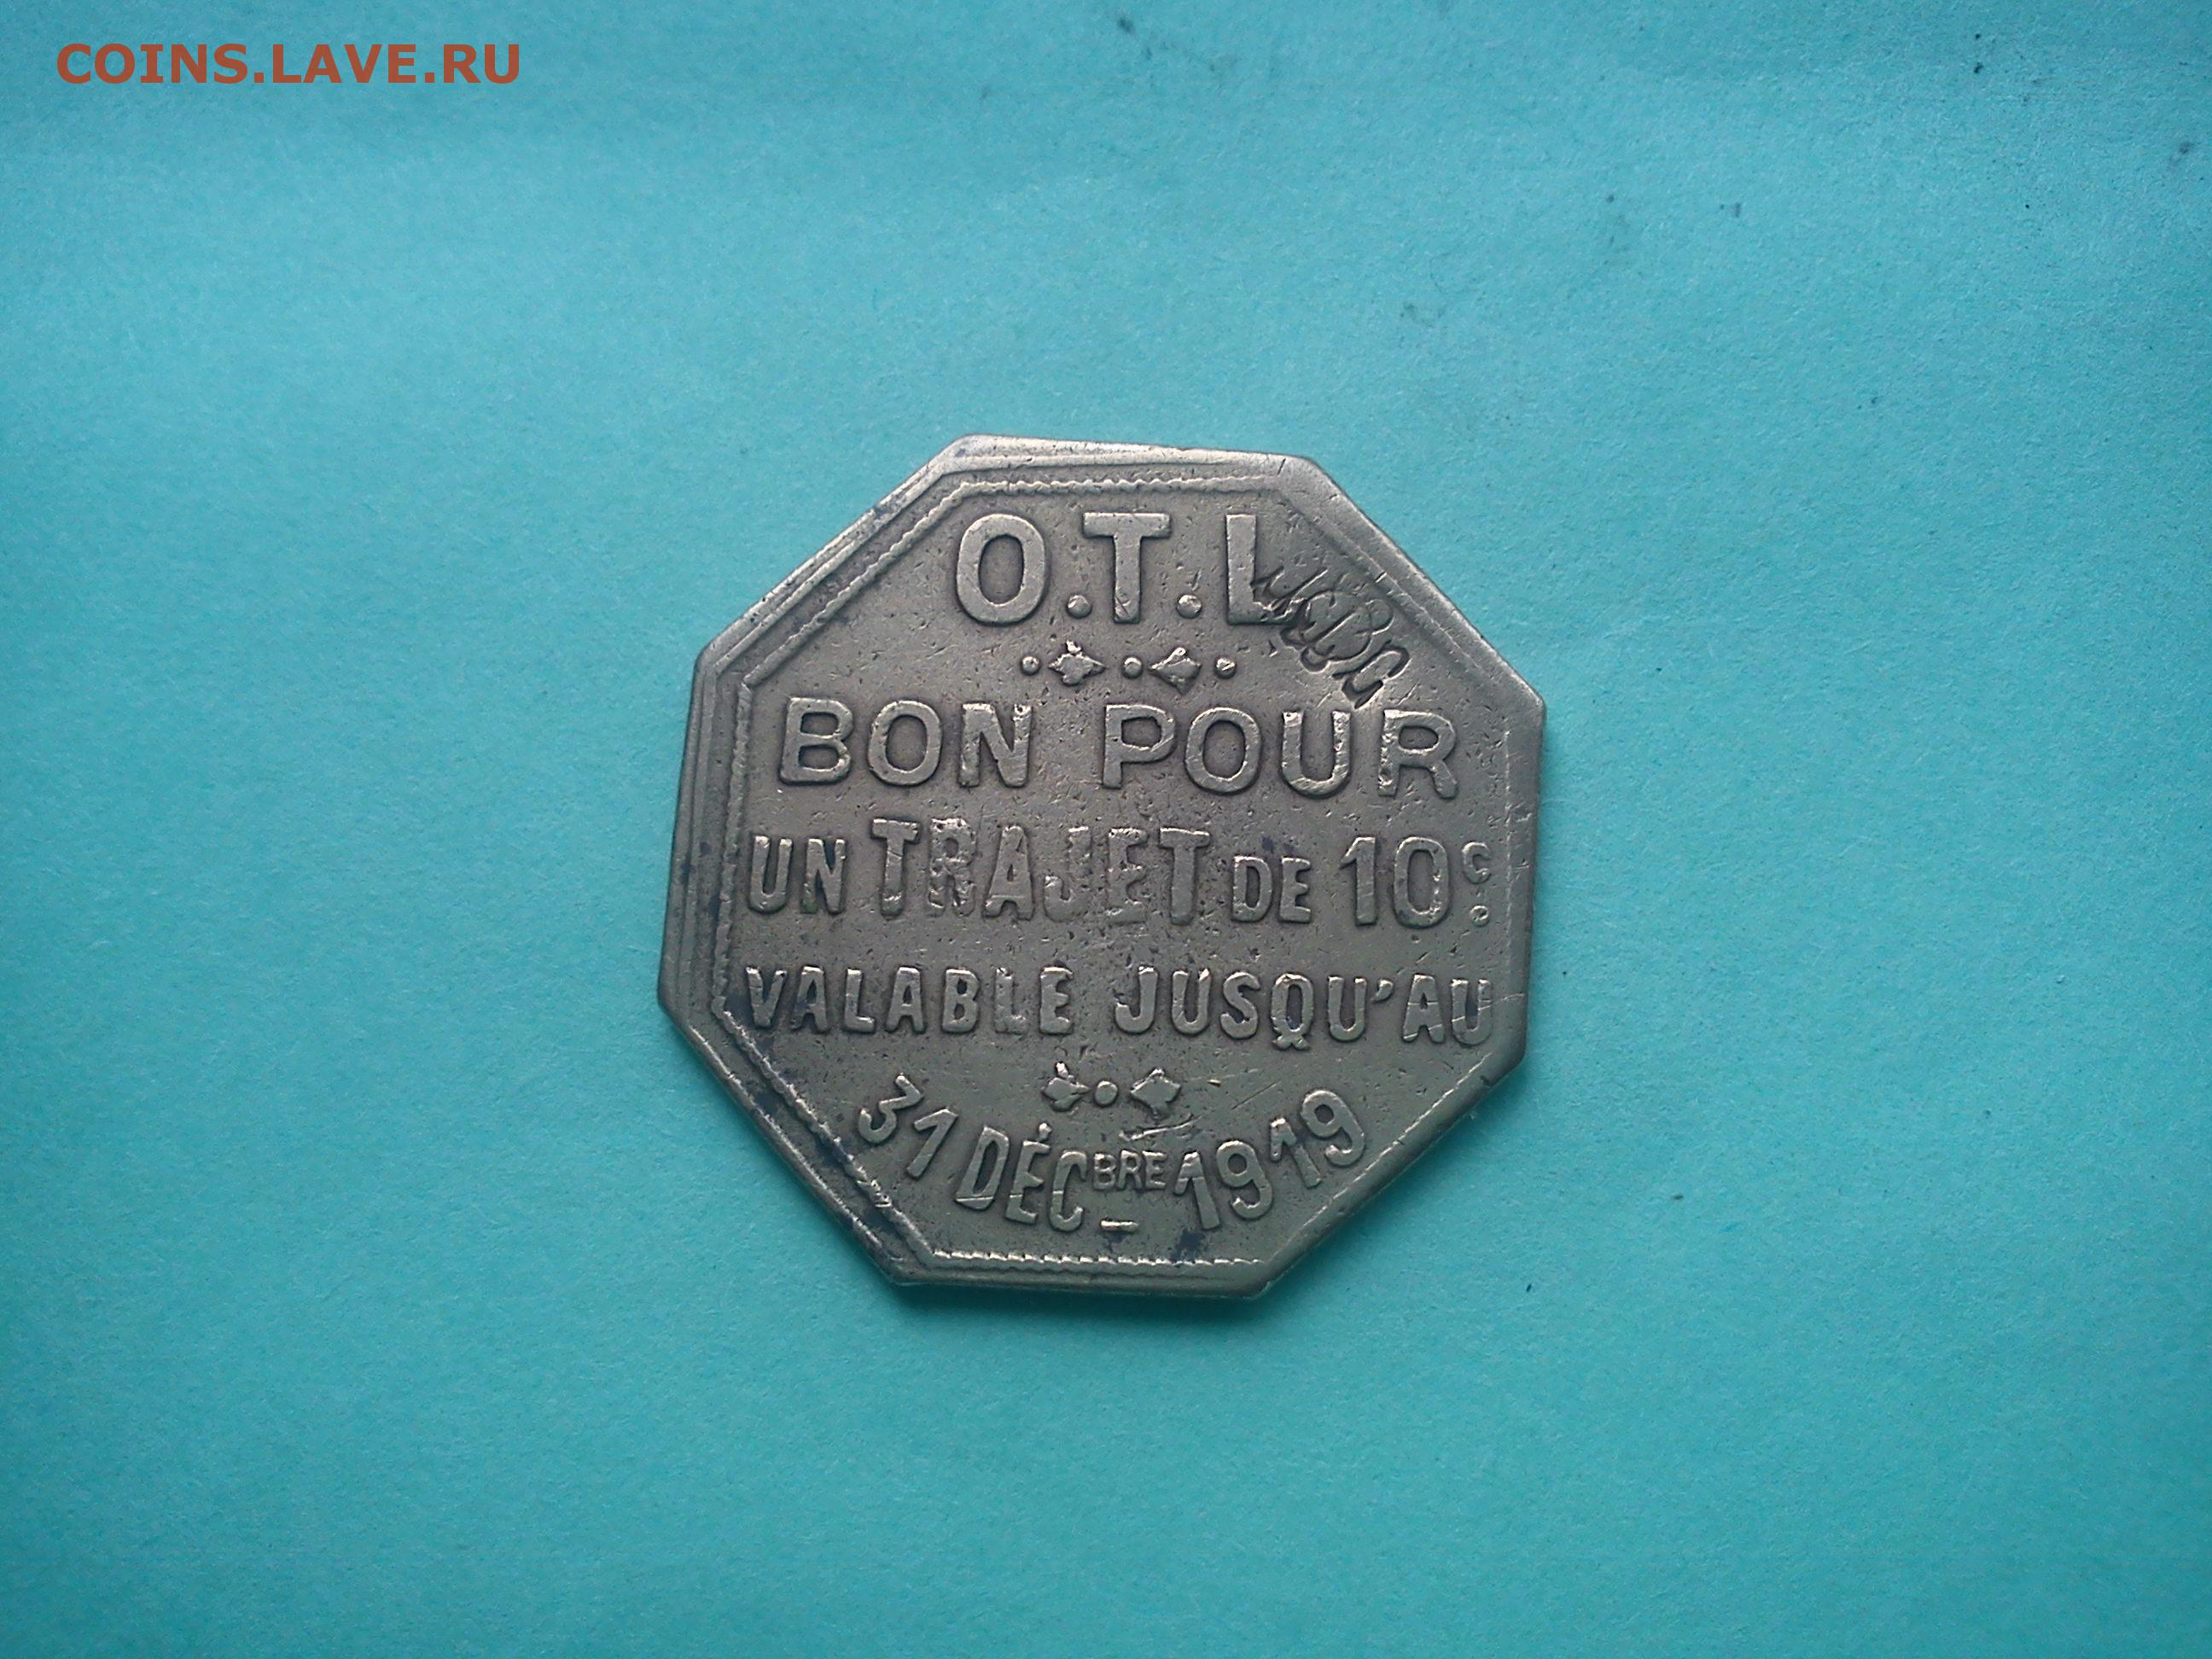 COINS.LAVE.RU
O.T.L
BON POUR
UN TRAJET DE 10C.
VALABLE JUSQU'AU
31 DÉCBRE 1919